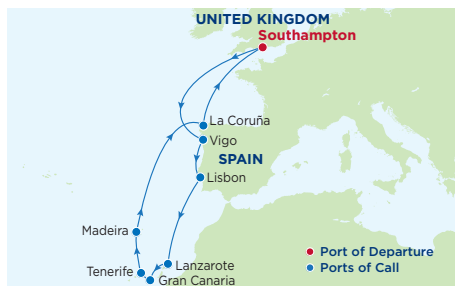 UNITED KINGDOM
Southampton
La Coruña
Vigo
SPAIN
Lisbon
Madeira
Lanzarote
Tenerife
Gran Canaria
Port of Departure
Ports of Call